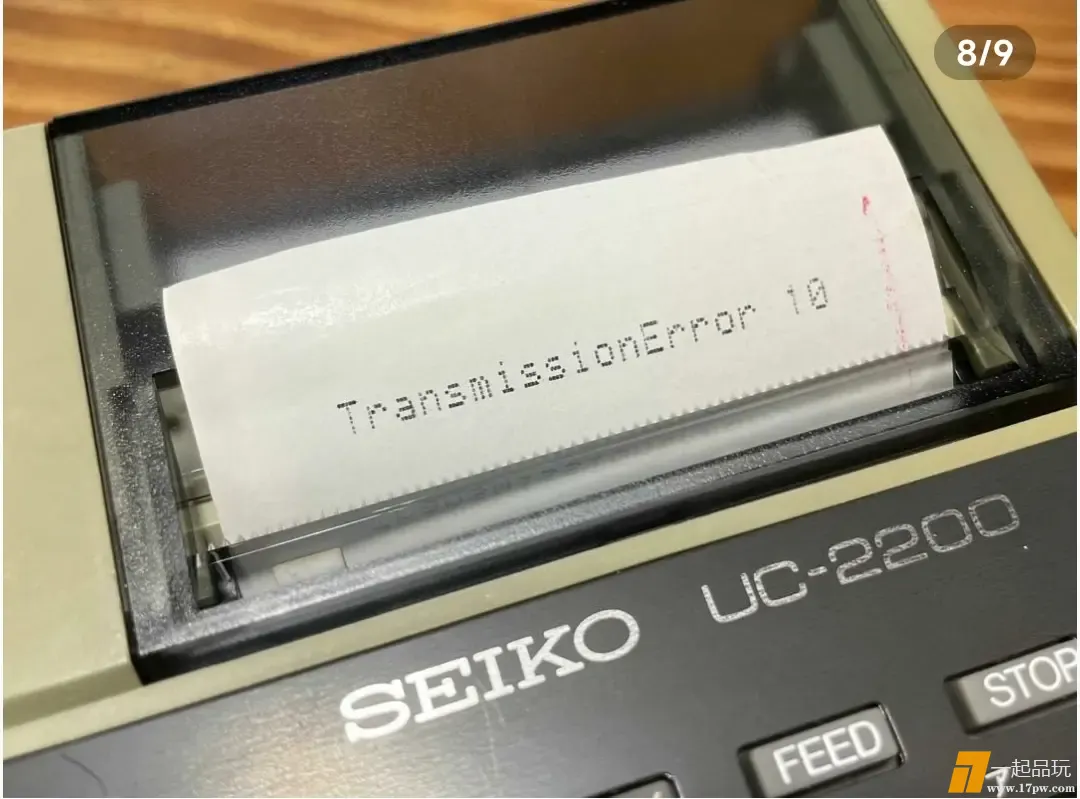 8/9
TransmissionError 10
UC-2200
SEIKO
STOP
FEED
一起品玩
www.17pw.com